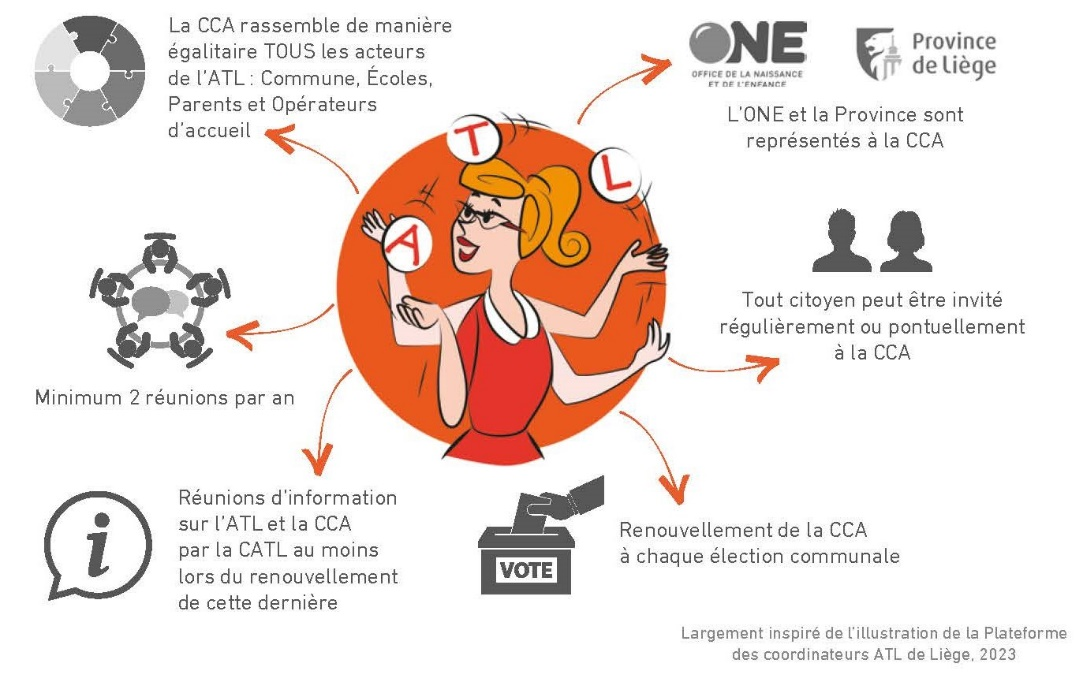 La CCA rassemble de manière
égalitaire TOUS les acteurs
de l'ATL : Commune, Écoles,
Parents et Opérateurs
d'accueil
ONE
OFFICE DE LA NAISSANCE
ET DE L'ENFANCE
Province
de Liège
L'ONE et la Province sont
représentés à la CCA
A
T
L
Tout citoyen peut être invité
régulièrement ou pontuellement
à la CCA
Minimum 2 réunions par an
Réunions d'information
sur l'ATL et la CCA
par la CATL au moins
lors du renouvellement
de cette dernière
VOTE
Renouvellement de la CCA
à chaque élection communale
Largement inspiré de l'illustration de la Plateforme
des coordinateurs ATL de Liège, 2023